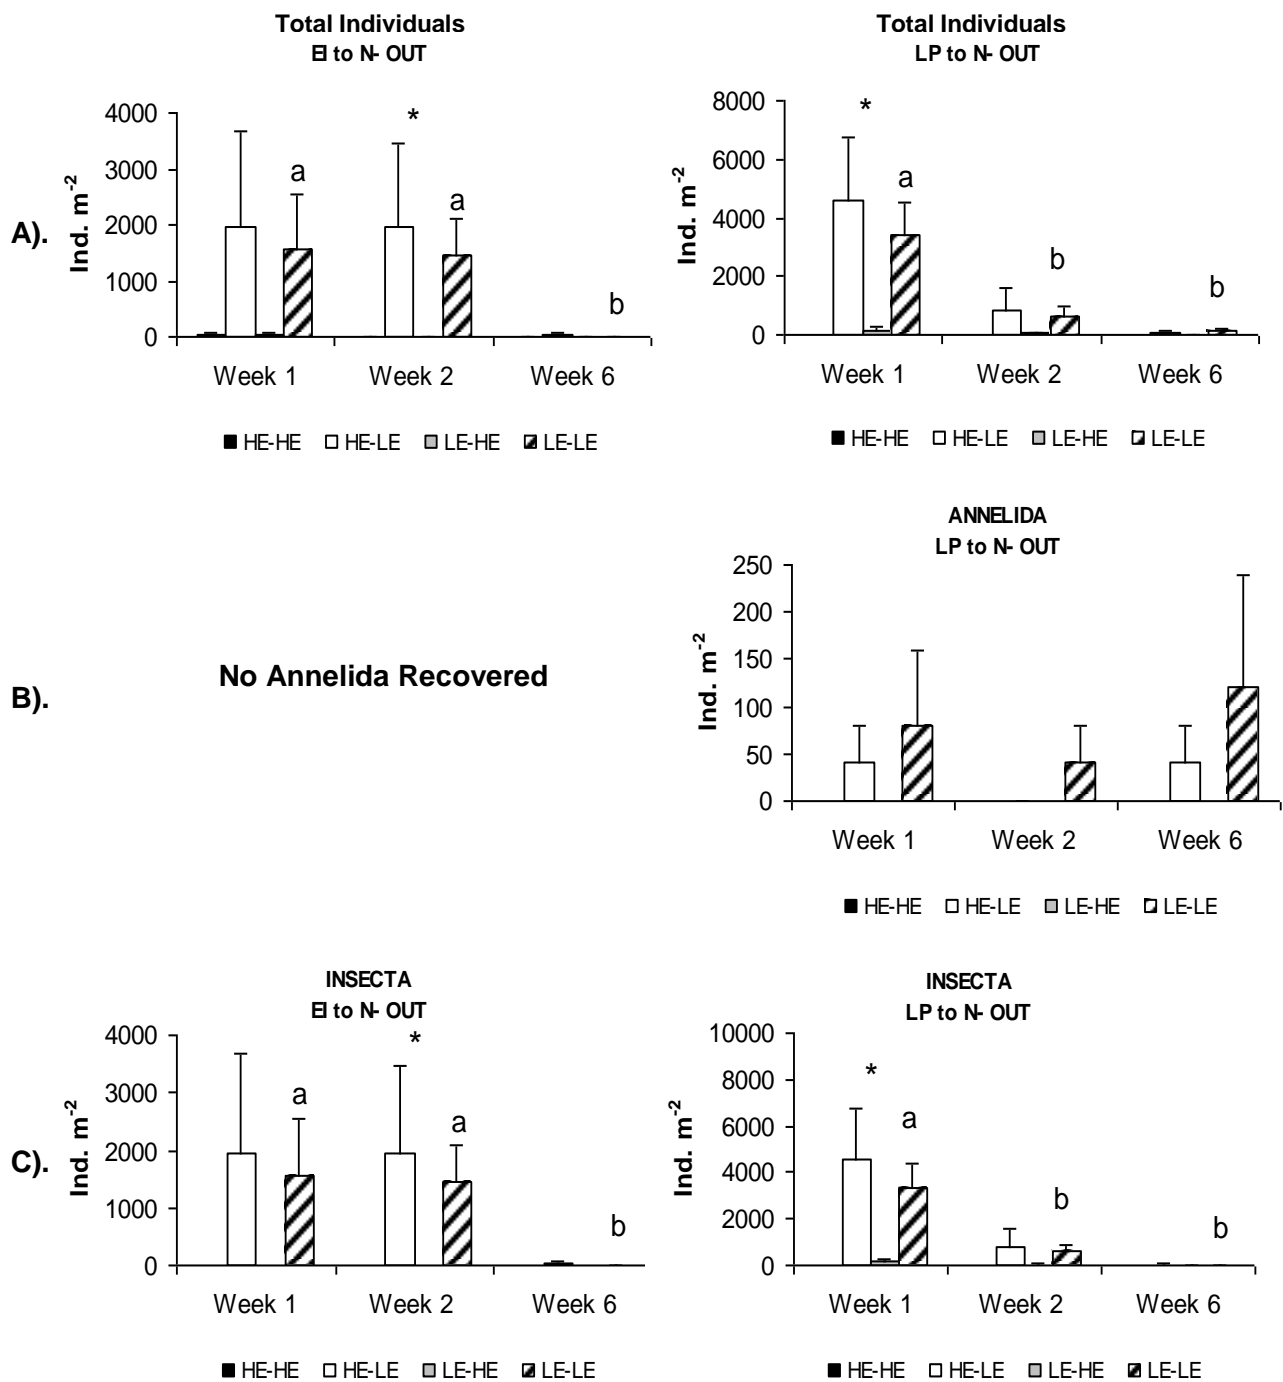 Total Individuals
EI to N- OUT
4000
3000
2000
1000
0
Ind. m-2
*
a
a
b
Week 1
Week 2
Week 6
HE-HE HE-LE LE-HE LE-LE
Total Individuals
LP to N- OUT
8000
6000
4000
2000
0
Ind. m-2
*
a
b
b
Week 1
Week 2
Week 6
HE-HE HE-LE LE-HE LE-LE
A).
B).
No Annelida Recovered
ANNELIDA
LP to N- OUT
250
200
150
100
50
0
Ind. m-2
Week 1
Week 2
Week 6
HE-HE HE-LE LE-HE LE-LE
C).
INSECTA
EI to N- OUT
4000
3000
2000
1000
0
Ind. m-2
*
a
a
b
Week 1
Week 2
Week 6
HE-HE HE-LE LE-HE LE-LE
INSECTA
LP to N- OUT
10000
8000
6000
4000
2000
0
Ind. m-2
*
a
b
b
Week 1
Week 2
Week 6
HE-HE HE-LE LE-HE LE-LE